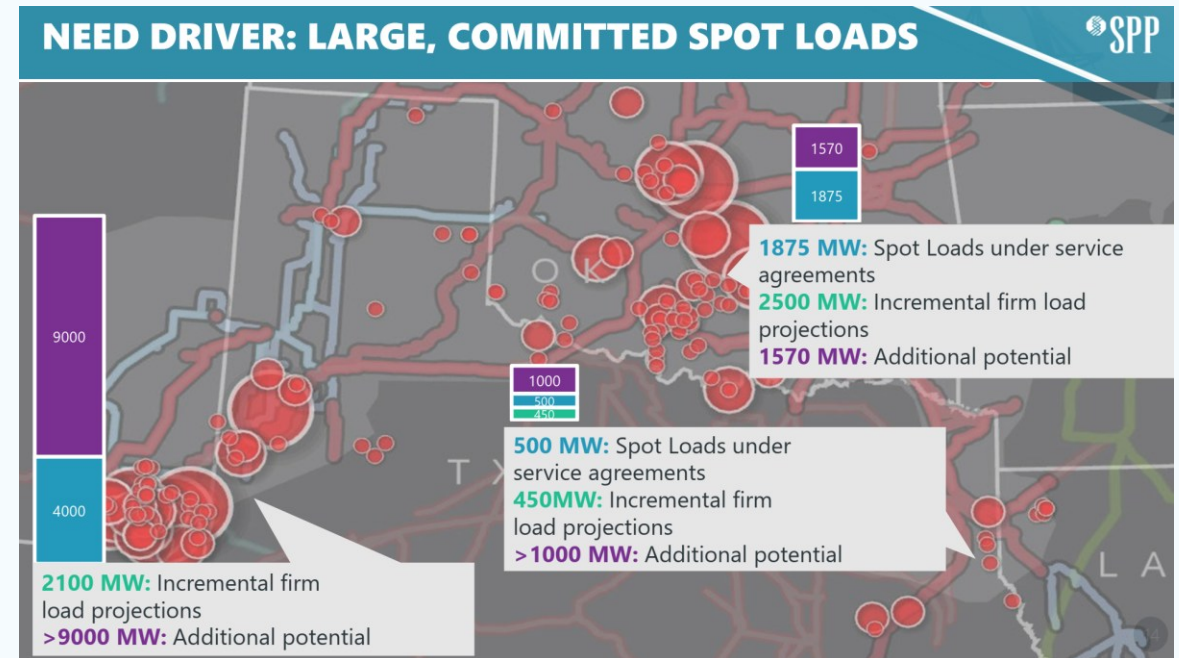 NEED DRIVER: LARGE, COMMITTED SPOT LOADS
SPP
1570
1875
1875 MW: Spot Loads under service
agreements
2500 MW: Incremental firm load
projections
1570 MW: Additional potential
O K
9000
4000
1000
500
450
T X
500 MW: Spot Loads under
service agreements
450MW: Incremental firm
load projections
>1000 MW: Additional potential
L A
2100 MW: Incremental firm
load projections
>9000 MW: Additional potential